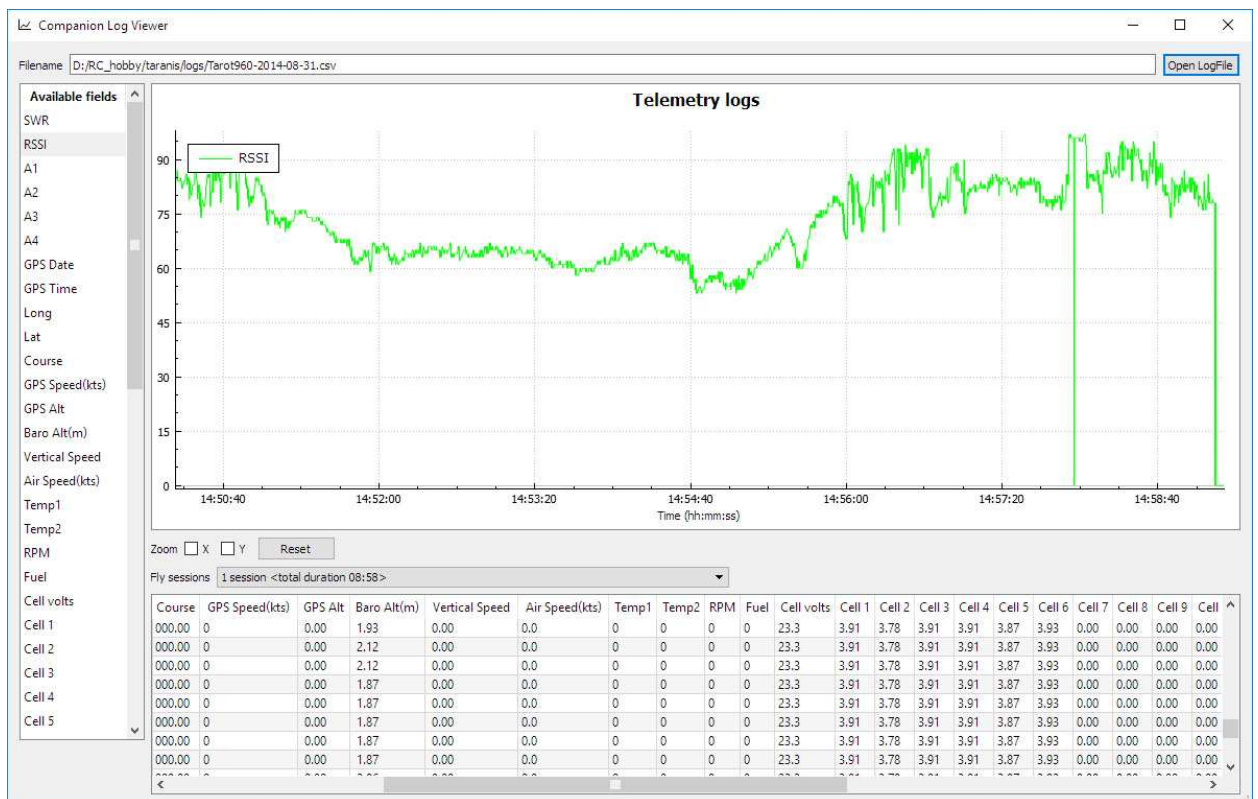 Companion Log Viewer
Filename D:/RC_hobby/taranis/logs/Tarot960-2014-08-31.csv Open LogFile
Available fields
SWR
RSSI
A1
A2
A3
A4
GPS Date
GPS Time
Long
Lat
Course
GPS Speed(kts)
GPS Alt
Baro Alt(m)
Vertical Speed
Air Speed(kts)
Temp1
Temp2
RPM
Fuel
Cell volts
Cell 1
Cell 2
Cell 3
Cell 4
Cell 5
Telemetry logs
RSSI
90
75
60
45
30
15
0
14:50:40 14:52:00 14:53:20 14:54:40 14:56:00 14:57:20 14:58:40
Time (hh:mm:ss)
Zoom X Y Reset
Fly sessions 1 session <total duration 08:58>
Course GPS Speed(kts) GPS Alt Baro Alt(m) Vertical Speed Air Speed(kts) Temp1 Temp2 RPM Fuel Cell volts Cell 1 Cell 2 Cell 3 Cell 4 Cell 5 Cell 6 Cell 7 Cell 8 Cell 9 Cell
000.00 0 0.00 1.93 0.00 0.0 0 0 0 0 23.3 3.91 3.78 3.91 3.91 3.87 3.93 0.00 0.00 0.00 0.00
000.00 0 0.00 2.12 0.00 0.0 0 0 0 0 23.3 3.91 3.78 3.91 3.91 3.87 3.93 0.00 0.00 0.00 0.00
000.00 0 0.00 2.12 0.00 0.0 0 0 0 0 23.3 3.91 3.78 3.91 3.91 3.87 3.93 0.00 0.00 0.00 0.00
000.00 0 0.00 1.87 0.00 0.0 0 0 0 0 23.3 3.91 3.78 3.91 3.91 3.87 3.93 0.00 0.00 0.00 0.00
000.00 0 0.00 1.87 0.00 0.0 0 0 0 0 23.3 3.91 3.78 3.91 3.91 3.87 3.93 0.00 0.00 0.00 0.00
000.00 0 0.00 1.87 0.00 0.0 0 0 0 0 23.3 3.91 3.78 3.91 3.91 3.87 3.93 0.00 0.00 0.00 0.00
000.00 0 0.00 1.87 0.00 0.0 0 0 0 0 23.3 3.91 3.78 3.91 3.91 3.87 3.93 0.00 0.00 0.00 0.00
000.00 0 0.00 1.87 0.00 0.0 0 0 0 0 23.3 3.91 3.78 3.91 3.91 3.87 3.93 0.00 0.00 0.00 0.00